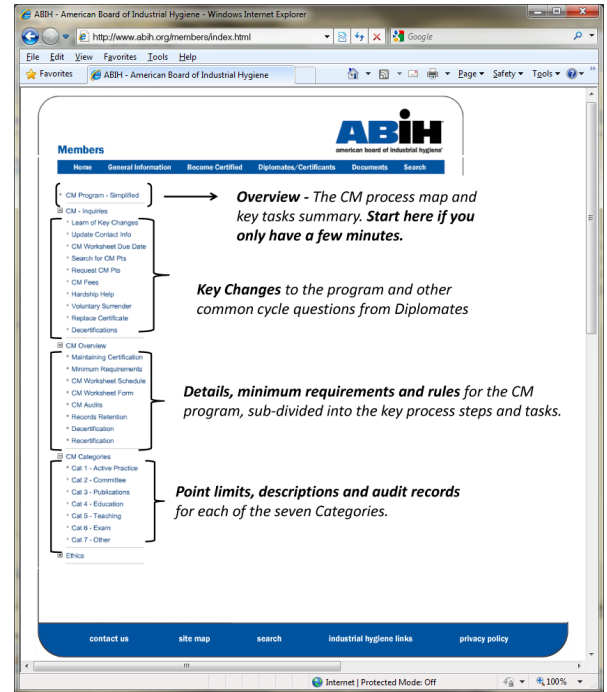 ABIH - American Board of Industrial Hygiene - Windows Internet Explorer
http://www.abih.org/members/index.html
Google
File Edit View Favorites Tools Help
Favorites ABIH - American Board of Industrial Hygiene Page Safety Tools
ABIH
american board of industrial hygiene
Members
Home General Information Become Certified Diplomates/Certificants Documents Search
CM Program - Simplified
Overview - The CM process map and
key tasks summary. Start here if you
only have a few minutes.
CM - Inquiries
Learn of Key Changes
Update Contact Info
CM Worksheet Due Date
Search for CM Pts
Request CM Pts
CM Fees
Hardship Help
Voluntary Surrender
Replace Certificate
Decertifications
Key Changes to the program and other
common cycle questions from Diplomates
CM Overview
Maintaining Certification
Minimum Requirements
CM Worksheet Schedule
CM Worksheet Form
CM Audits
Records Retention
Decertification
Recertification
Details, minimum requirements and rules for the CM
program, sub-divided into the key process steps and tasks.
CM Categories
Cat 1 - Active Practice
Cat 2 - Committee
Cat 3 - Publications
Cat 4 - Education
Cat 5 - Teaching
Cat 6 - Exam
Cat 7 - Other
Point limits, descriptions and audit records
for each of the seven Categories.
Ethics
contact us site map search industrial hygiene links privacy policy
Internet | Protected Mode: Off 100%